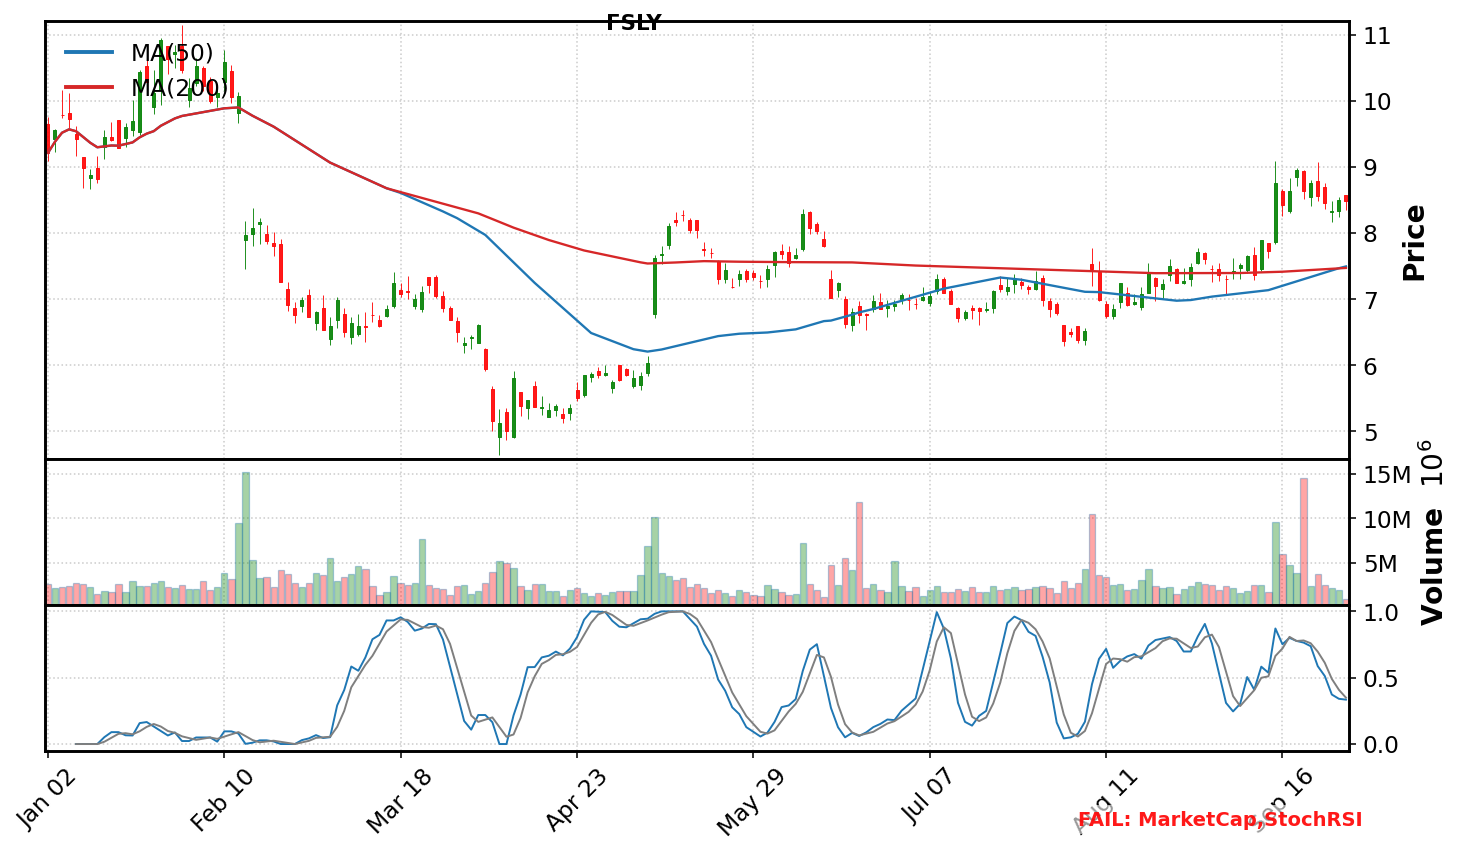 FSLY
MA(50)
MA(200)
11
10
9
8
7
6
5
Price
15M
10M
5M
Volume 10^6
1.0
0.5
0.0
Jan 02
Feb 10
Mar 18
Apr 23
May 29
Jul 07
Aug 11
Sep 16
FAIL: MarketCap,StochRSI